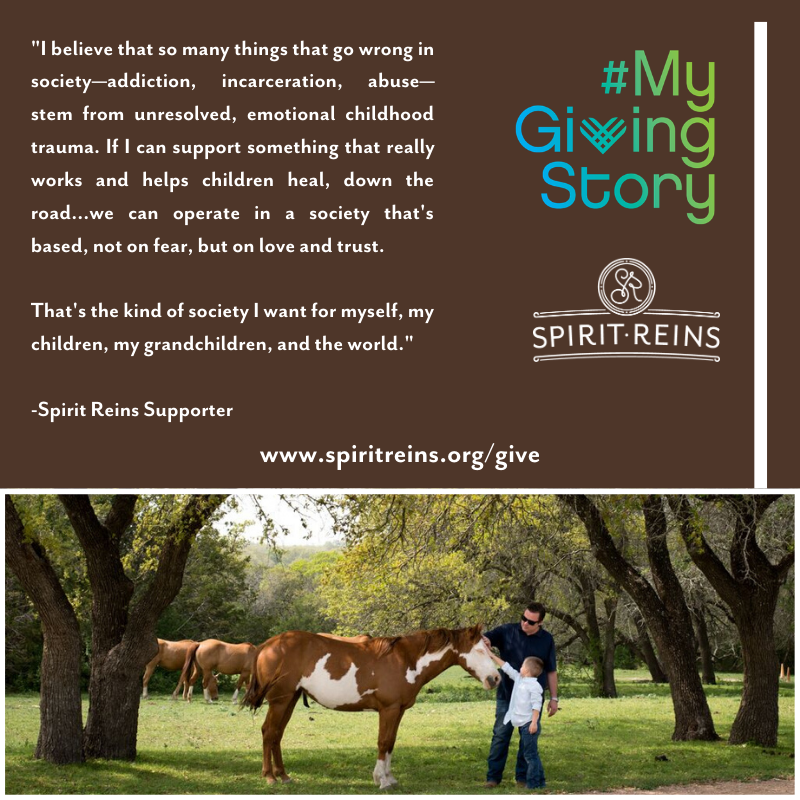 "I believe that so many things that go wrong in
society—addiction, incarceration, abuse—
stem from unresolved, emotional childhood
trauma. If I can support something that really
works and helps children heal, down the
road...we can operate in a society that's
based, not on fear, but on love and trust.
That's the kind of society I want for myself, my
children, my grandchildren, and the world."
-Spirit Reins Supporter
#My
Giving
Story
SR
SPIRIT·REINS
www.spiritreins.org/give